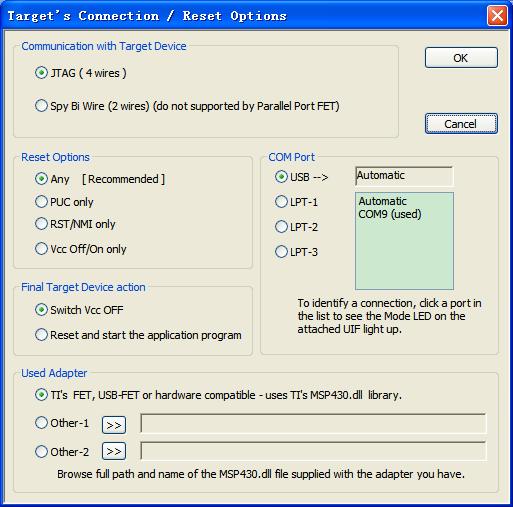 Target's Connection / Reset Options
Communication with Target Device
JTAG ( 4 wires )
OK
Spy Bi Wire (2 wires) (do not supported by Parallel Port FET)
Cancel
Reset Options
Any [ Recommended ]
PUC only
RST/NMI only
Vcc Off/On only
COM Port
USB -->
Automatic
LPT-1
LPT-2
LPT-3
Automatic
COM9 (used)
To identify a connection, click a port in
the list to see the Mode LED on the
attached UIF light up.
Final Target Device action
Switch Vcc OFF
Reset and start the application program
Used Adapter
TI's FET, USB-FET or hardware compatible - uses TI's MSP430.dll library.
Other-1 >>
Other-2 >>
Browse full path and name of the MSP430.dll file supplied with the adapter you have.